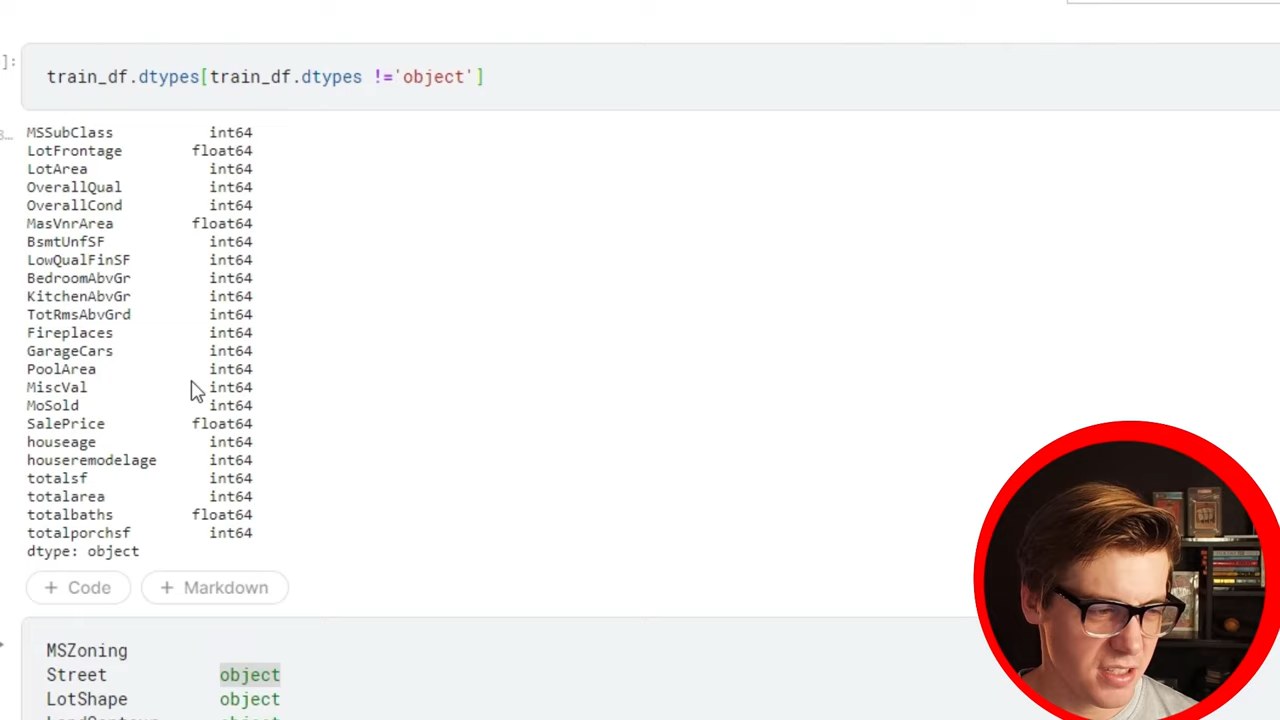 ]:
train_df.dtypes[train_df.dtypes !='object']
MSSubClass int64
LotFrontage float64
LotArea int64
OverallQual int64
OverallCond int64
MasVnrArea float64
BsmtUnfSF int64
LowQualFinSF int64
BedroomAbvGr int64
KitchenAbvGr int64
TotRmsAbvGrd int64
Fireplaces int64
GarageCars int64
PoolArea int64
MiscVal int64
MoSold int64
SalePrice float64
houseage int64
houseremodelage int64
totalsf int64
totalarea int64
totalbaths float64
totalporchsf int64
dtype: object
+ Code + Markdown
MSZoning
Street object
LotShape object